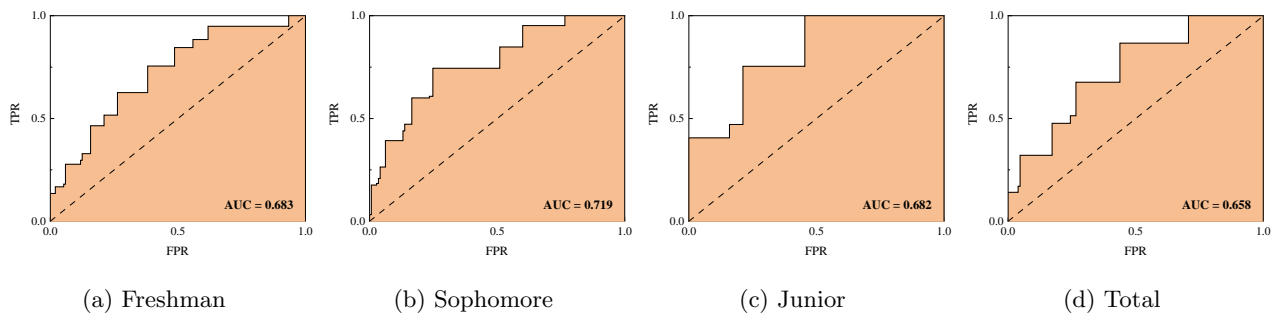 1.0
0.5
0.0
TPR
0.0 0.5 1.0
FPR
AUC = 0.683
(a) Freshman
1.0
0.5
0.0
TPR
0.0 0.5 1.0
FPR
AUC = 0.719
(b) Sophomore
1.0
0.5
0.0
TPR
0.0 0.5 1.0
FPR
AUC = 0.682
(c) Junior
1.0
0.5
0.0
TPR
0.0 0.5 1.0
FPR
AUC = 0.658
(d) Total